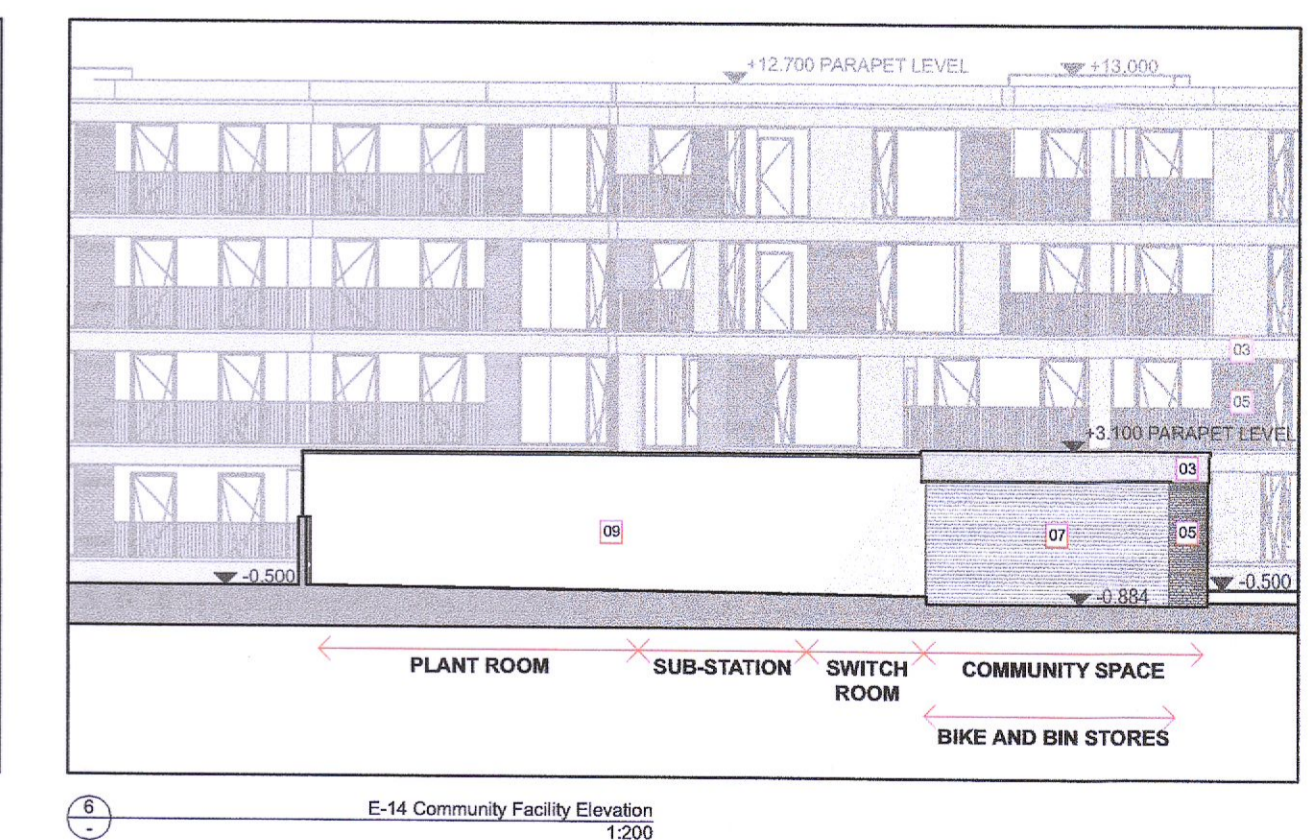 +12.700 PARAPET LEVEL
+13.000
03
05
+3.100 PARAPET LEVEL
03
09
07
05
-0.500
-0.884
-0.500
PLANT ROOM
SUB-STATION
SWITCH
ROOM
COMMUNITY SPACE
BIKE AND BIN STORES
6
-
E-14 Community Facility Elevation
1:200